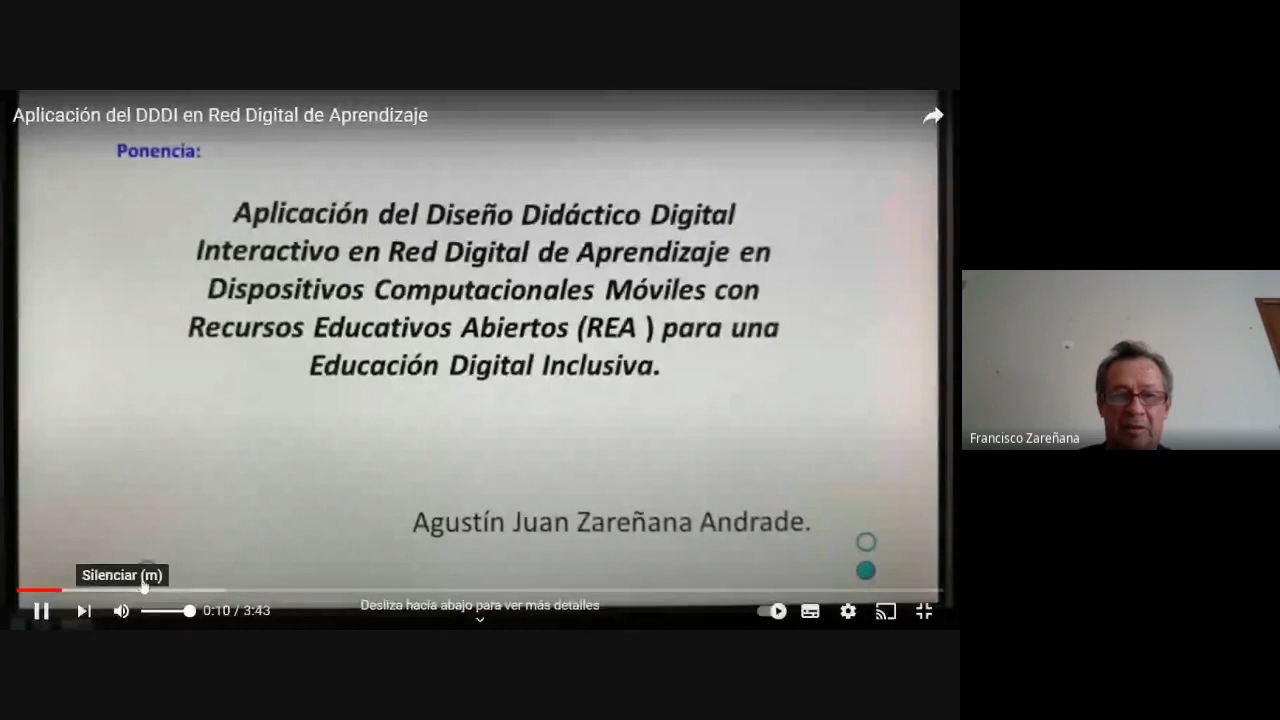 Aplicación del DDDI en Red Digital de Aprendizaje
Ponencia:
Aplicación del Diseño Didáctico Digital
Interactivo en Red Digital de Aprendizaje en
Dispositivos Computacionales Móviles con
Recursos Educativos Abiertos (REA ) para una
Educación Digital Inclusiva.
Agustín Juan Zareñana Andrade.
Francisco Zareñana
Silenciar (m)
0:10 / 3:43
Desliza hacia abajo para ver más detalles